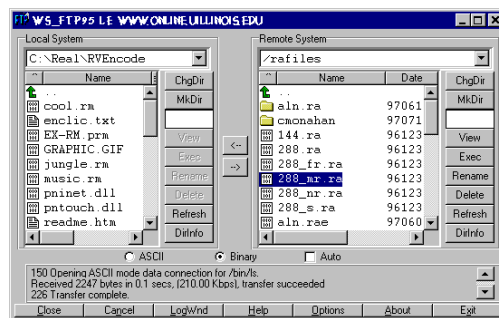 WS_FTP95 LE WWW.ONLINE.UILLINOIS.EDU
Local System
C:\Real\RVEncode
Name
ChgDir
MkDir
..
cool.rm
enclic.txt
EX-RM.prm
View
GRAPHIC.GIF
Exec
jungle.rm
Rename
music.rm
Delete
pninet.dll
pntouch.dll
Refresh
readme.htm
DirInfo
<--
-->
Remote System
/rafiles
Name Date
ChgDir
MkDir
..
aln.ra 97061
cmonahan 97071
144.ra 96123
View
288.ra 96123
Exec
288_fr.ra 96123
Rename
288_mr.ra 96123
Delete
288_nr.ra 96123
288_s.ra 96123
Refresh
aln.rae 97060
DirInfo
ASCII Binary Auto
150 Opening ASCII mode data connection for /bin/ls.
Received 2247 bytes in 0.1 secs, (210.00 Kbps), transfer succeeded
226 Transfer complete.
Close Cancel LogWnd Help Options About Exit